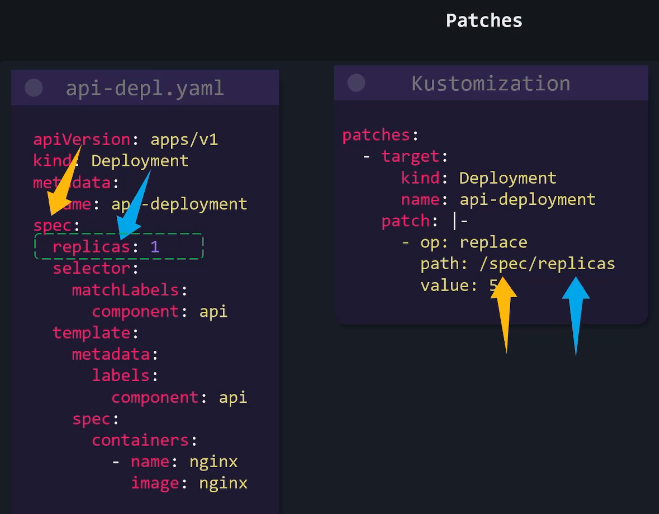 Patches
api-depl.yaml
apiVersion: apps/v1
kind: Deployment
metadata:
name: api-deployment
spec:
replicas: 1
selector:
matchLabels:
component: api
template:
metadata:
labels:
component: api
spec:
containers:
- name: nginx
image: nginx
Kustomization
patches:
- target:
kind: Deployment
name: api-deployment
patch: |-
- op: replace
path: /spec/replicas
value: 5